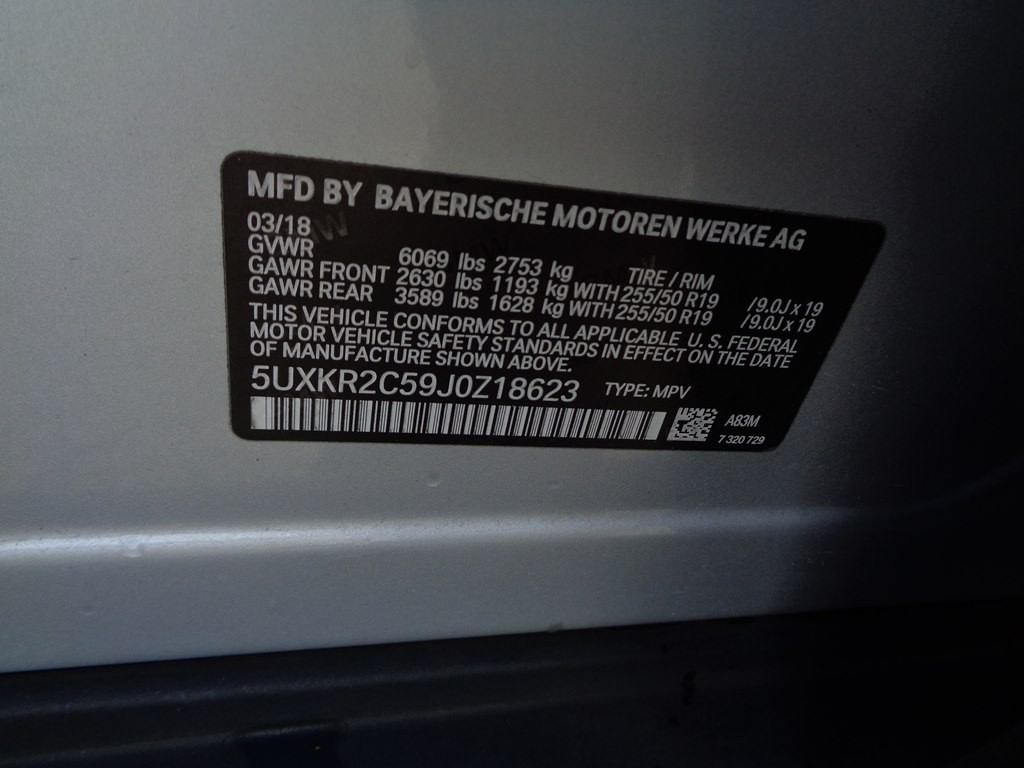 MFD BY BAYERISCHE MOTOREN WERKE AG
03/18
GVWR 6069 lbs 2753 kg TIRE / RIM
GAWR FRONT 2630 lbs 1193 kg WITH 255/50 R19 / 9.0J x 19
GAWR REAR 3589 lbs 1628 kg WITH 255/50 R19 / 9.0J x 19
THIS VEHICLE CONFORMS TO ALL APPLICABLE U. S. FEDERAL
MOTOR VEHICLE SAFETY STANDARDS IN EFFECT ON THE DATE
OF MANUFACTURE SHOWN ABOVE.
5UXKR2C59J0Z18623 TYPE: MPV
A83M
7 320 729